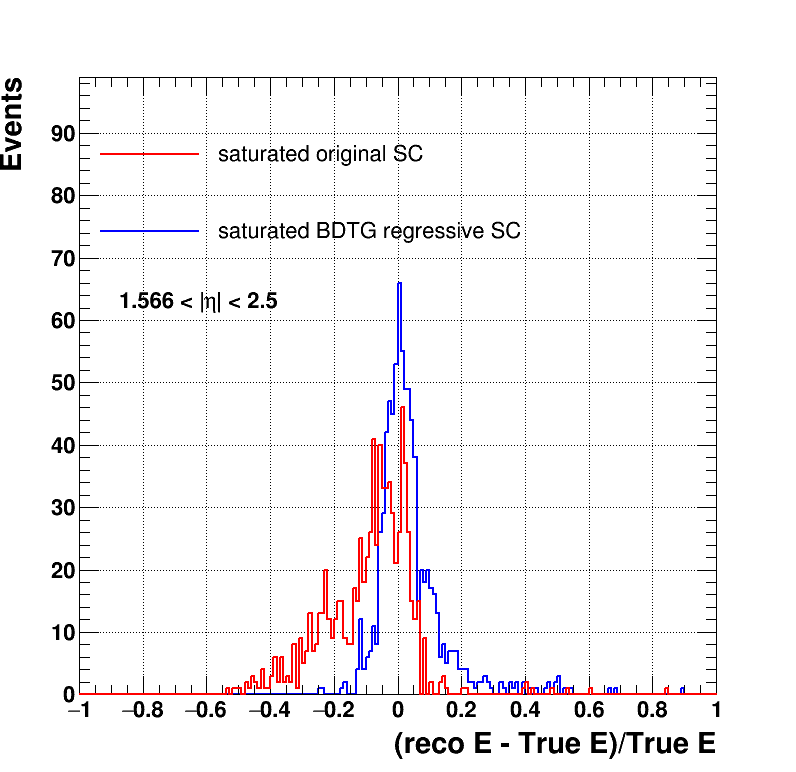 Events
90
80
70
60
50
40
30
20
10
0
saturated original SC
saturated BDTG regressive SC
1.566 < |η| < 2.5
−1 −0.8 −0.6 −0.4 −0.2 0 0.2 0.4 0.6 0.8 1
(reco E - True E)/True E